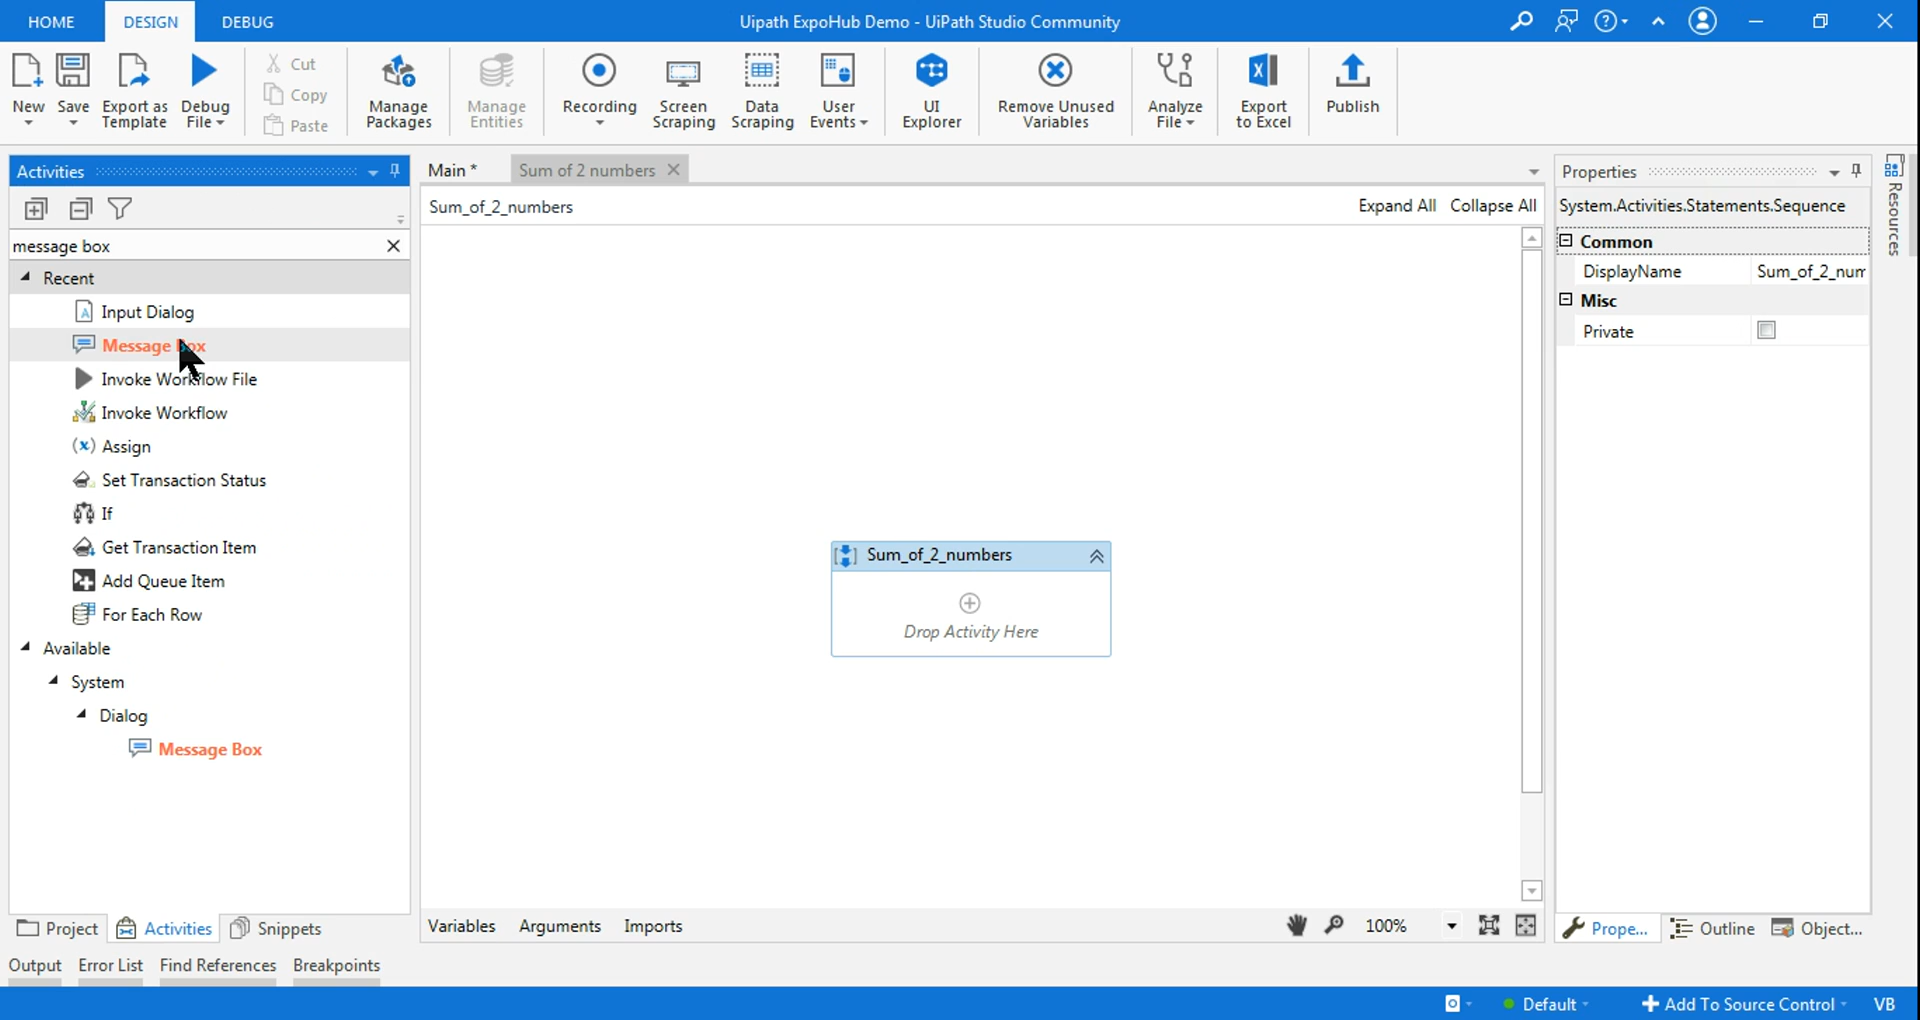 HOME DESIGN DEBUG Uipath ExpoHub Demo - UiPath Studio Community
New Save Export as Template Debug File Cut Copy Paste Manage Packages Manage Entities Recording Screen Scraping Data Scraping User Events UI Explorer Remove Unused Variables Analyze File Export to Excel Publish
Activities
message box
Recent
Input Dialog
Message Box
Invoke Workflow File
Invoke Workflow
Assign
Set Transaction Status
If
Get Transaction Item
Add Queue Item
For Each Row
Available
System
Dialog
Message Box
Project Activities Snippets
Main * Sum of 2 numbers
Sum_of_2_numbers Expand All Collapse All
Sum_of_2_numbers
Drop Activity Here
Variables Arguments Imports 100%
Properties
System.Activities.Statements.Sequence
Common
DisplayName Sum_of_2_num
Misc
Private
Prope... Outline Object...
Resources
Output Error List Find References Breakpoints
Default Add To Source Control VB